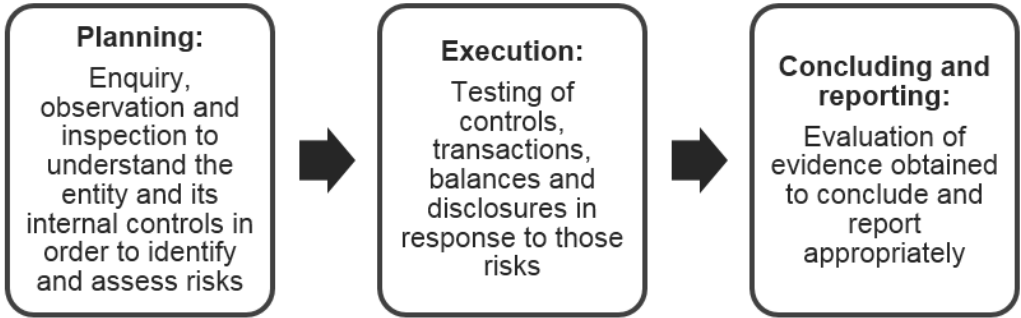 Planning:
Enquiry,
observation and
inspection to
understand the
entity and its
internal controls in
order to identify
and assess risks
Execution:
Testing of
controls,
transactions,
balances and
disclosures in
response to those
risks
Concluding and
reporting:
Evaluation of
evidence obtained
to conclude and
report
appropriately